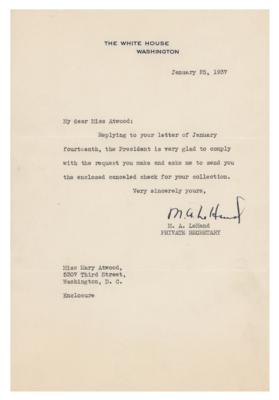 THE WHITE HOUSE
WASHINGTON
January 25, 1937
My dear Miss Atwood:
Replying to your letter of January
fourteenth, the President is very glad to comply
with the request you make and asks me to send you
the enclosed canceled check for your collection.
Very sincerely yours,
M. A. LeHand
M. A. LeHand
PRIVATE SECRETARY
Miss Mary Atwood,
5207 Third Street,
Washington, D. C.
Enclosure